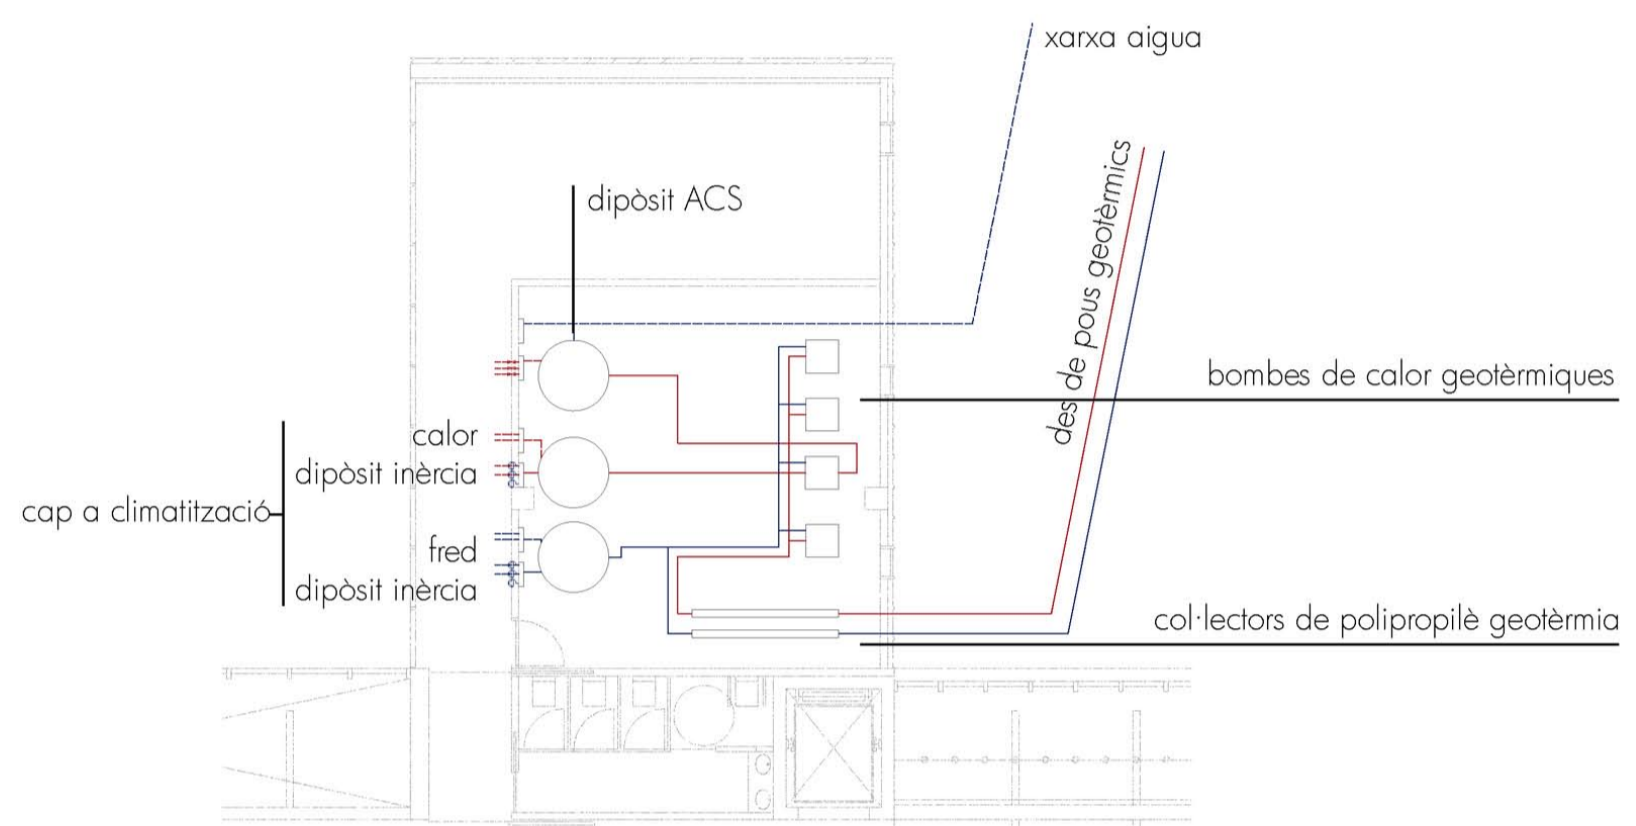 xarxa aigua
dipòsit ACS
des de pous geotèrmics
bombes de calor geotèrmiques
calor
dipòsit inèrcia
cap a climatització
fred
dipòsit inèrcia
col·lectors de polipropilè geotèrmia